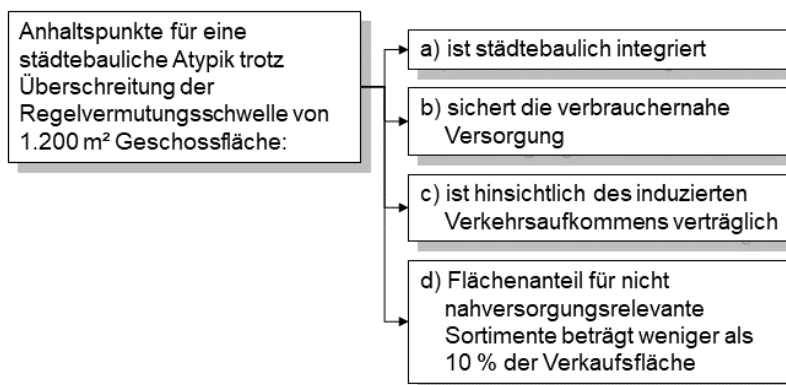 Anhaltspunkte für eine
städtebauliche Atypik trotz
Überschreitung der
Regelvermutungsschwelle von
1.200 m² Geschossfläche:
a) ist städtebaulich integriert
b) sichert die verbrauchernahe
Versorgung
c) ist hinsichtlich des induzierten
Verkehrsaufkommens verträglich
d) Flächenanteil für nicht
nahversorgungsrelevante
Sortimente beträgt weniger als
10 % der Verkaufsfläche